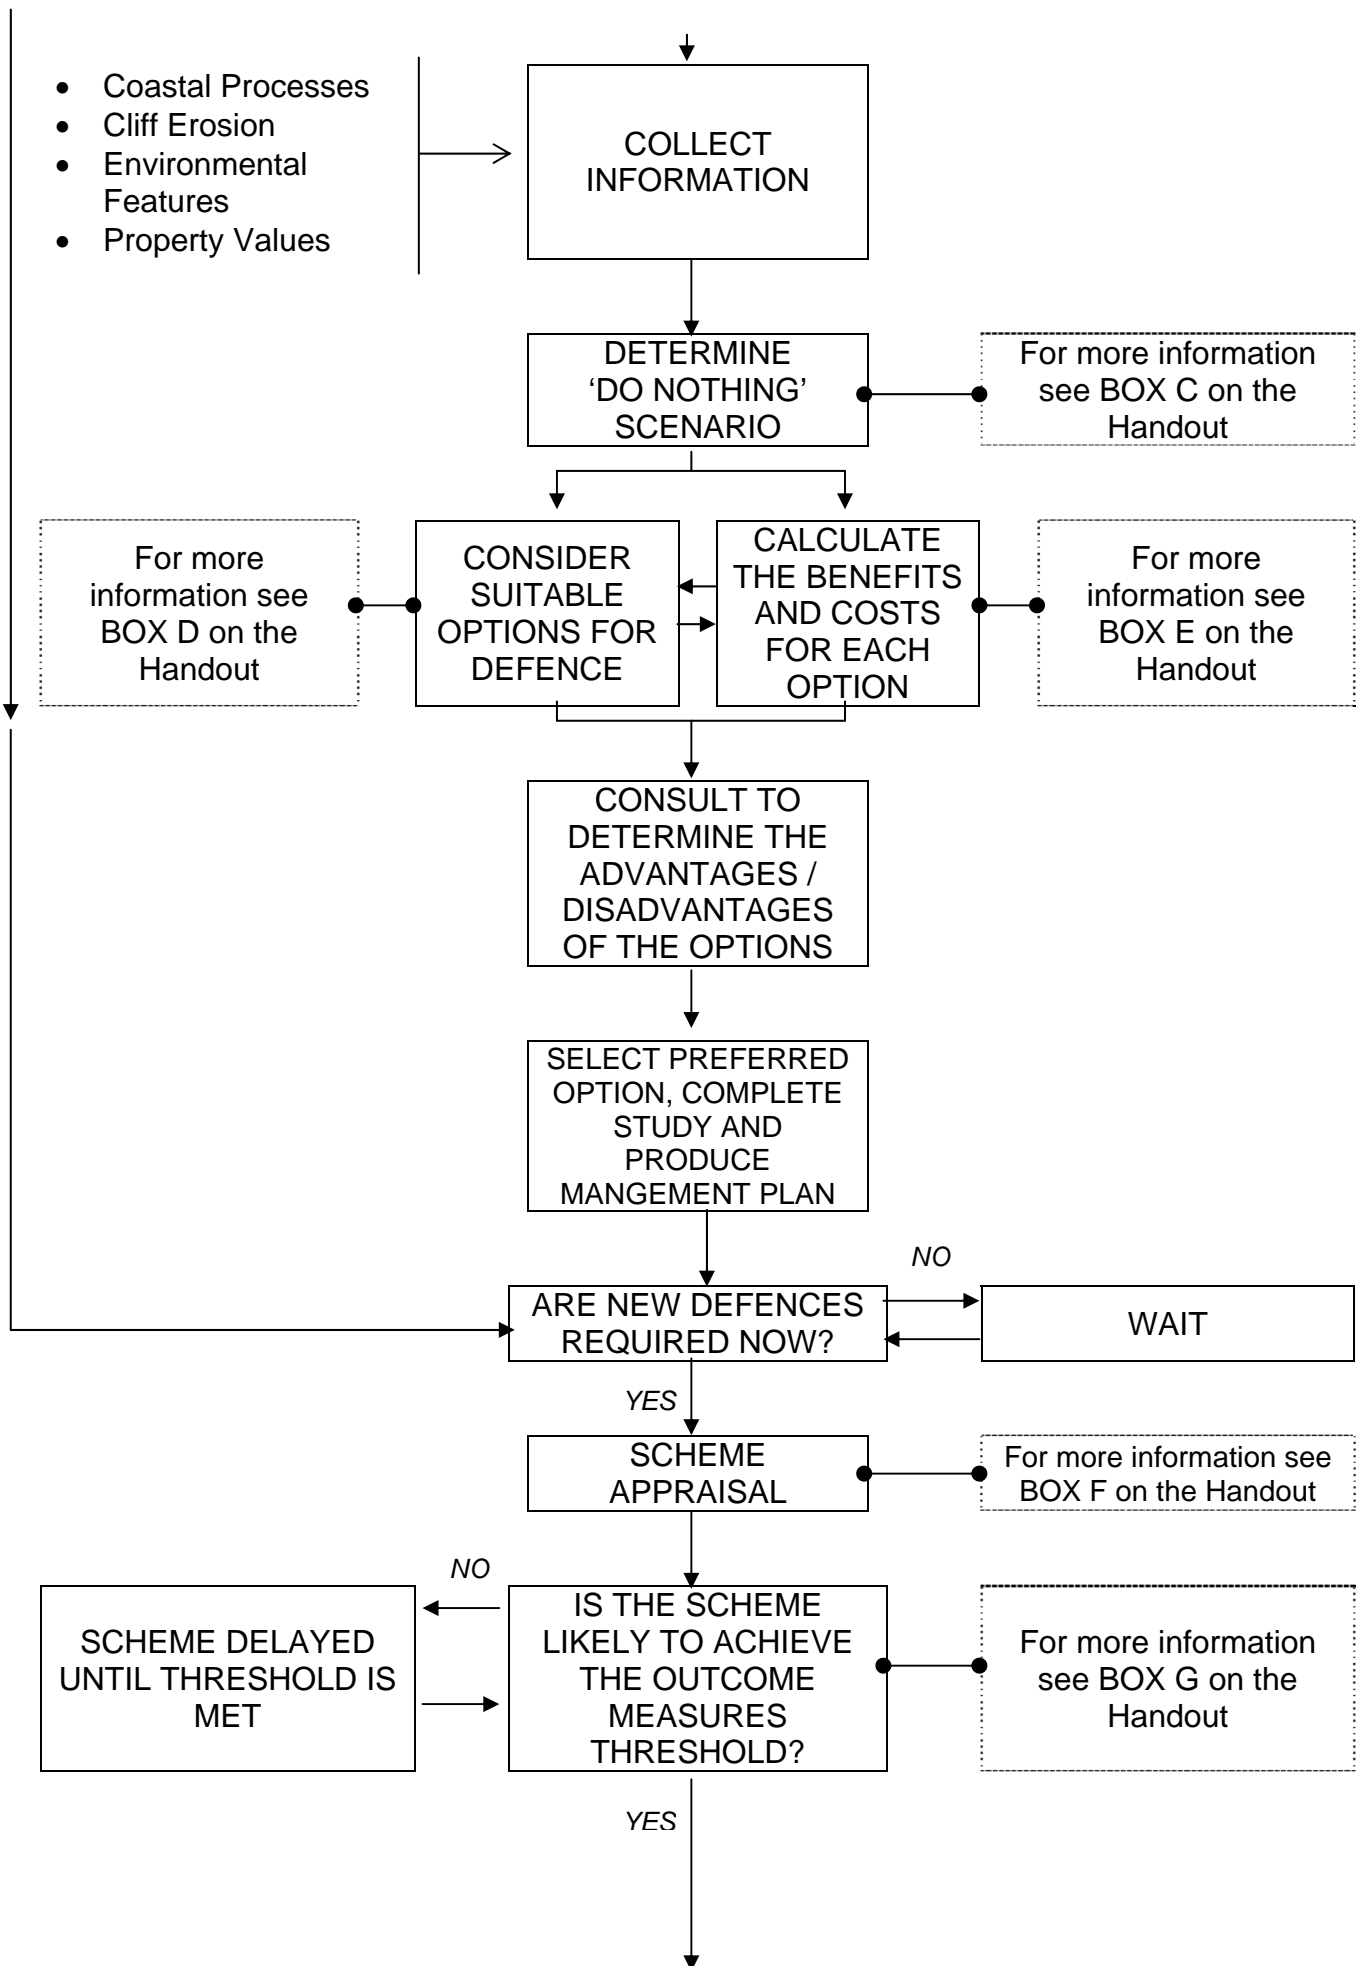 • Coastal Processes
• Cliff Erosion
• Environmental
Features
• Property Values
COLLECT
INFORMATION
DETERMINE
‘DO NOTHING’
SCENARIO
For more information
see BOX C on the
Handout
For more
information see
BOX D on the
Handout
CONSIDER
SUITABLE
OPTIONS FOR
DEFENCE
CALCULATE
THE BENEFITS
AND COSTS
FOR EACH
OPTION
For more
information see
BOX E on the
Handout
CONSULT TO
DETERMINE THE
ADVANTAGES /
DISADVANTAGES
OF THE OPTIONS
SELECT PREFERRED
OPTION, COMPLETE
STUDY AND
PRODUCE
MANGEMENT PLAN
NO
ARE NEW DEFENCES
REQUIRED NOW?
WAIT
YES
SCHEME
APPRAISAL
For more information see
BOX F on the Handout
NO
SCHEME DELAYED
UNTIL THRESHOLD IS
MET
IS THE SCHEME
LIKELY TO ACHIEVE
THE OUTCOME
MEASURES
THRESHOLD?
For more information
see BOX G on the
Handout
YES